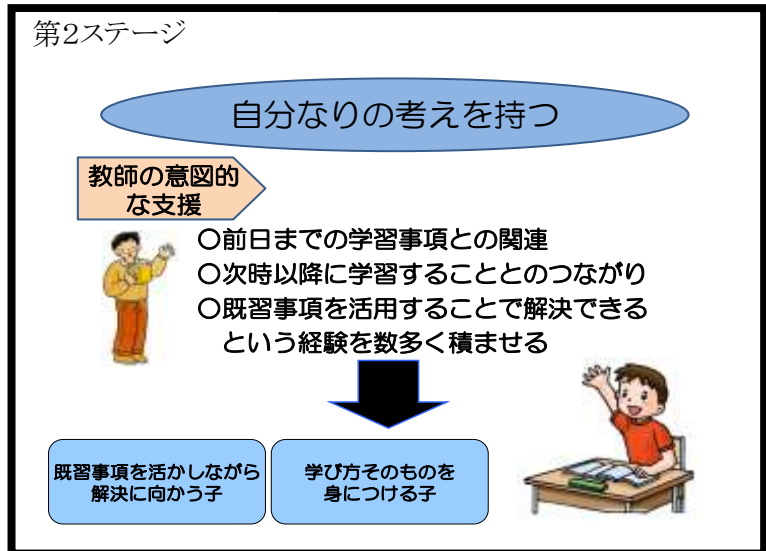 第2ステージ
自分なりの考えを持つ
教師の意図的
な支援
〇前日までの学習事項との関連
〇次時以降に学習することとのつながり
〇既習事項を活用することで解決できる
という経験を数多く積ませる
既習事項を活かしながら
解決に向かう子
学び方そのものを
身につける子